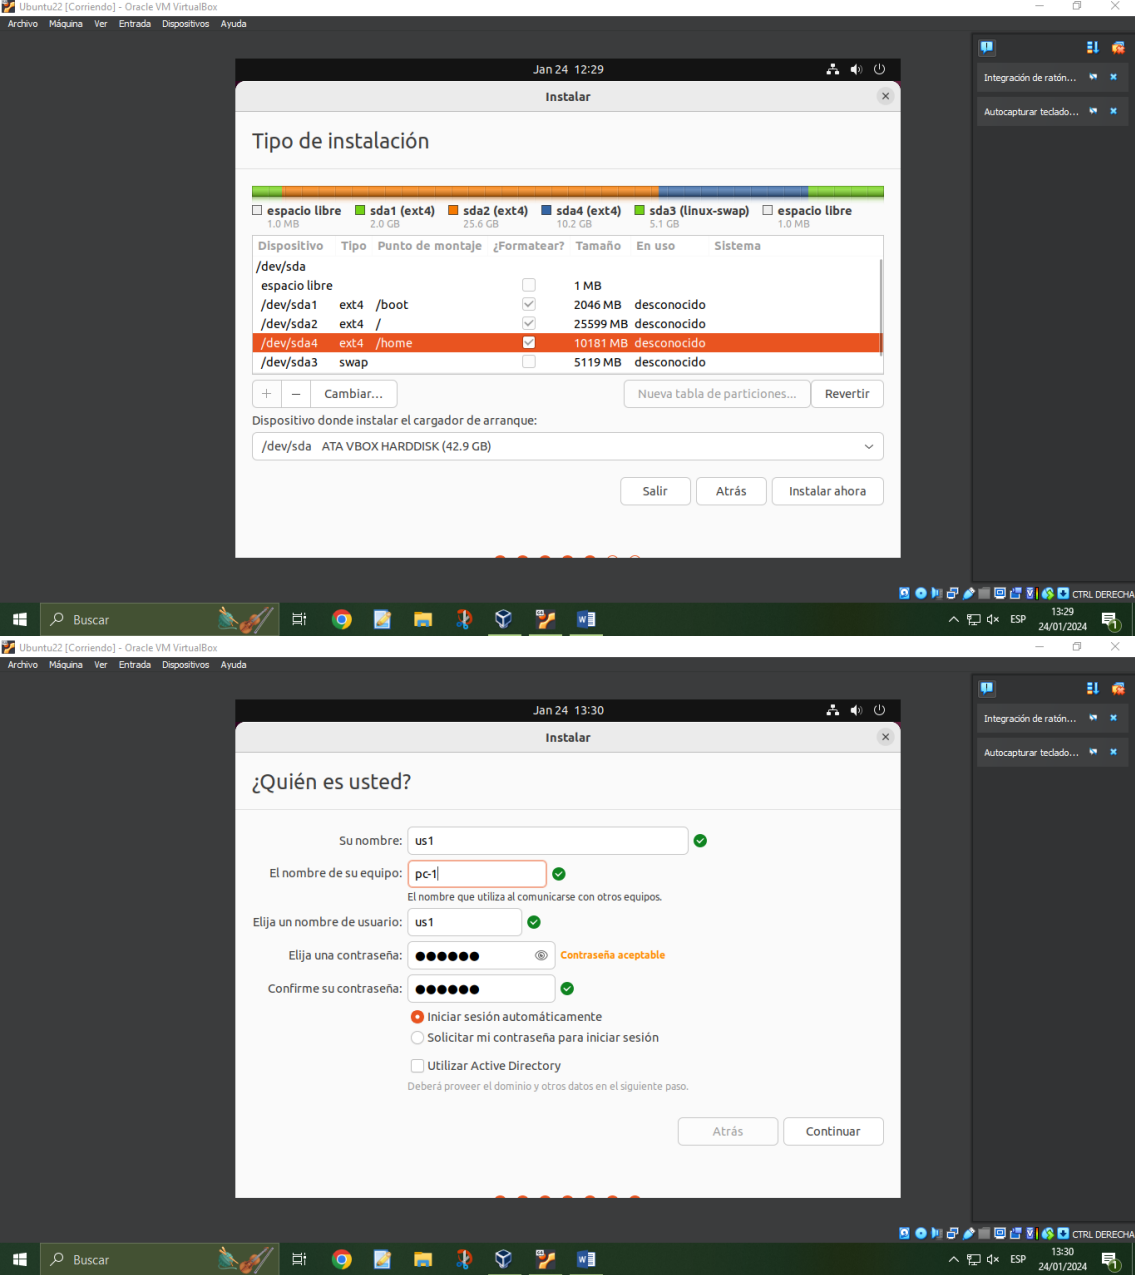 Ubuntu22 [Corriendo] - Oracle VM VirtualBox
Archivo Máquina Ver Entrada Dispositivos Ayuda
Integración de ratón...
Autocapturar teclado...
Jan 24 12:29
Instalar
Tipo de instalación
espacio libre sda1 (ext4) sda2 (ext4) sda4 (ext4) sda3 (linux-swap) espacio libre
1.0 MB 2.0 GB 25.6 GB 10.2 GB 5.1 GB 1.0 MB
Dispositivo Tipo Punto de montaje ¿Formatear? Tamaño En uso Sistema
/dev/sda
espacio libre 1 MB
/dev/sda1 ext4 /boot 2046 MB desconocido
/dev/sda2 ext4 / 25599 MB desconocido
/dev/sda4 ext4 /home 10181 MB desconocido
/dev/sda3 swap 5119 MB desconocido
+ − Cambiar... Nueva tabla de particiones... Revertir
Dispositivo donde instalar el cargador de arranque:
/dev/sda ATA VBOX HARDDISK (42.9 GB)
Salir Atrás Instalar ahora
CTRL DERECHA
Buscar
ESP
13:29
24/01/2024
1
Ubuntu22 [Corriendo] - Oracle VM VirtualBox
Archivo Máquina Ver Entrada Dispositivos Ayuda
Integración de ratón...
Autocapturar teclado...
Jan 24 13:30
Instalar
¿Quién es usted?
Su nombre: us1
El nombre de su equipo: pc-1
El nombre que utiliza al comunicarse con otros equipos.
Elija un nombre de usuario: us1
Elija una contraseña: ●●●●●● Contraseña aceptable
Confirme su contraseña: ●●●●●●
Iniciar sesión automáticamente
Solicitar mi contraseña para iniciar sesión
Utilizar Active Directory
Deberá proveer el dominio y otros datos en el siguiente paso.
Atrás Continuar
CTRL DERECHA
Buscar
ESP
13:30
24/01/2024
1